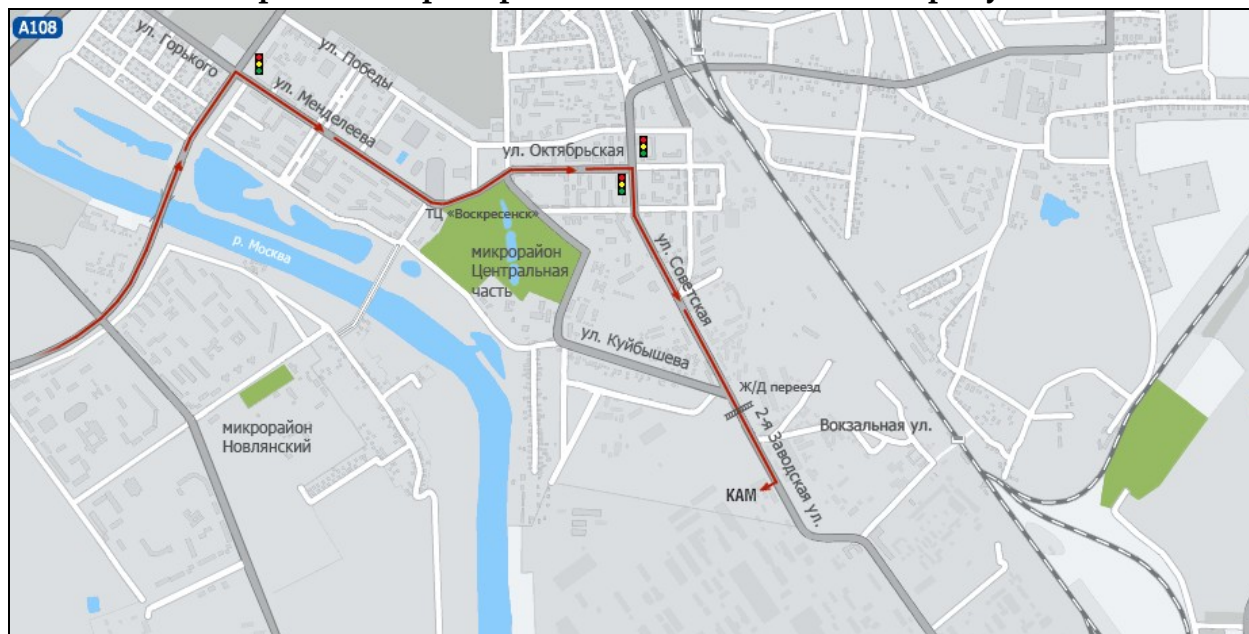 А108
ул. Горького
ул. Победы
ул. Менделеева
ул. Октябрьская
ТЦ «Воскресенск»
р. Москва
микрорайон
Центральная
часть
ул. Советская
ул. Куйбышева
Ж/Д переезд
2-я Заводская ул.
Вокзальная ул.
микрорайон
Новлянский
КАМ